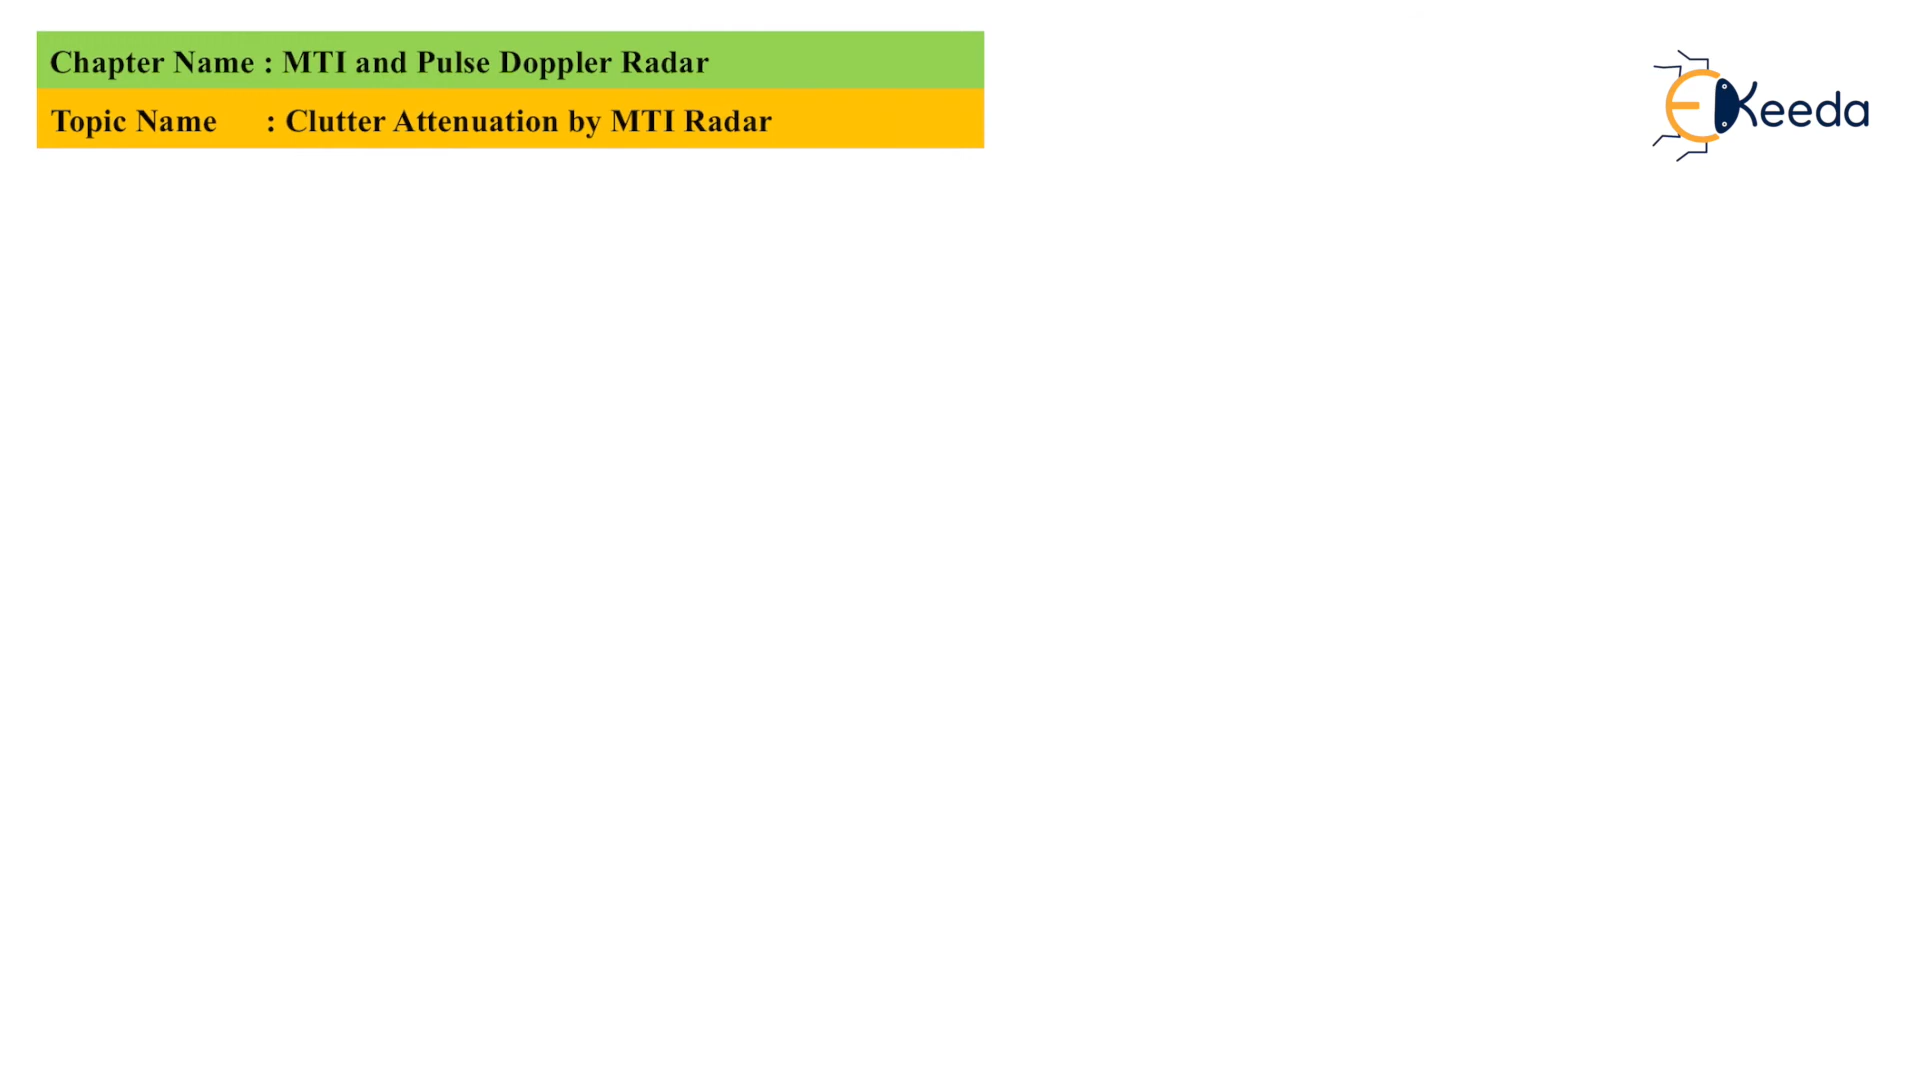 Chapter Name : MTI and Pulse Doppler Radar
Topic Name : Clutter Attenuation by MTI Radar
EKeeda